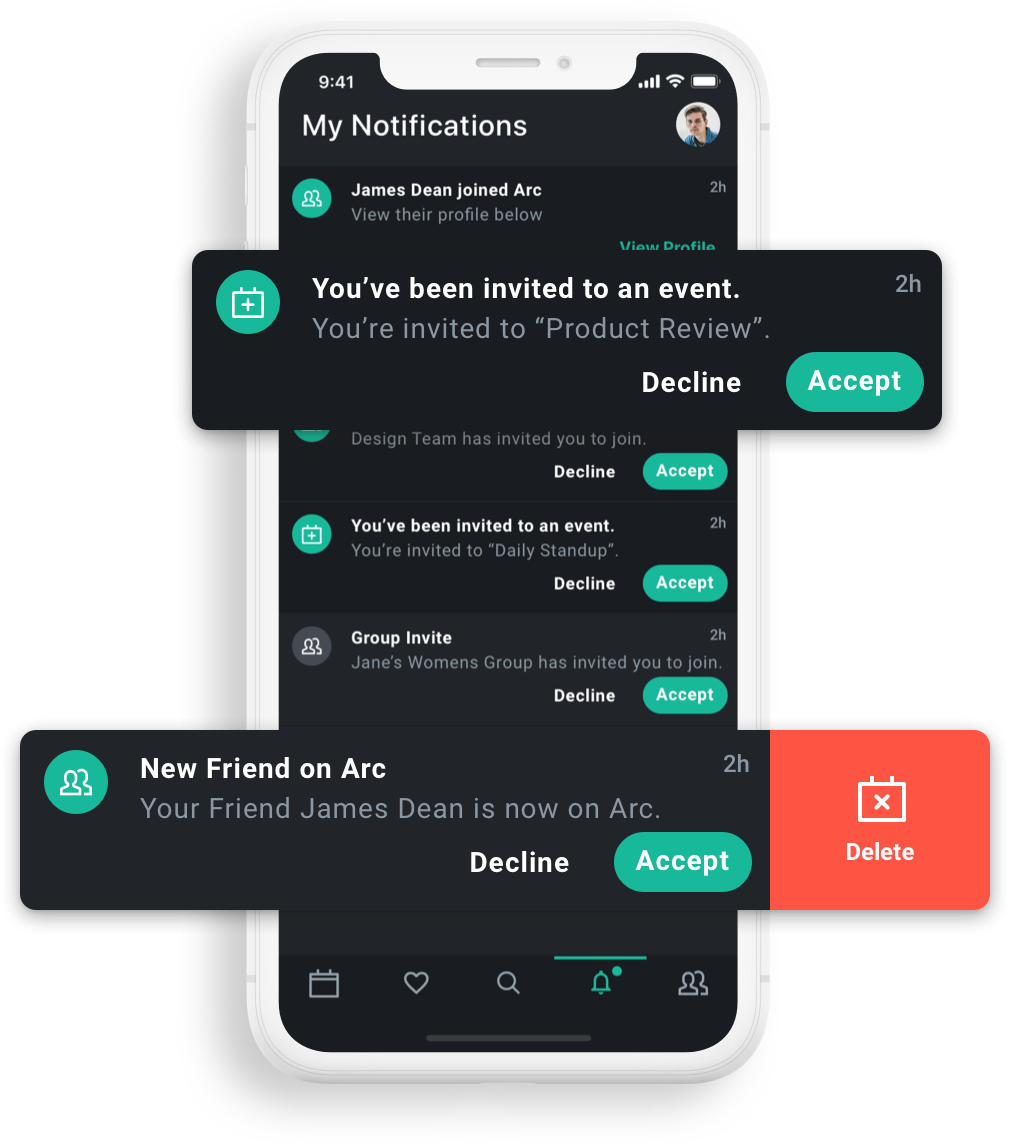 9:41
My Notifications
James Dean joined Arc 2h
View their profile below
View Profile
You’ve been invited to an event. 2h
You’re invited to “Product Review”.
Decline Accept
Design Team has invited you to join.
Decline Accept
You’ve been invited to an event. 2h
You’re invited to “Daily Standup”.
Decline Accept
Group Invite 2h
Jane’s Womens Group has invited you to join.
Decline Accept
New Friend on Arc 2h
Your Friend James Dean is now on Arc.
Decline Accept
Delete